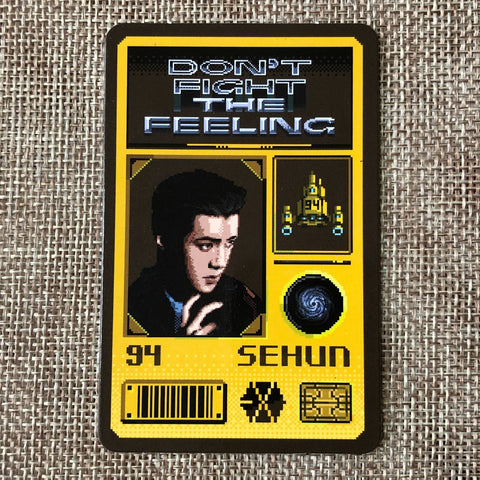 DON'T
FIGHT
THE
FEELING
94
94 SEHUN